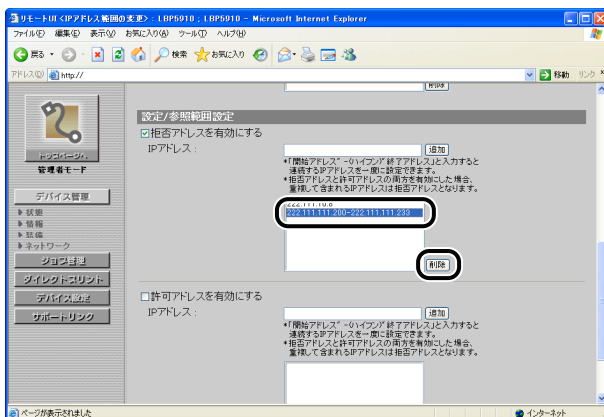 リモートUI <IPアドレス範囲の変更> : LBP5910 ; LBP5910 - Microsoft Internet Explorer
ファイル(F) 編集(E) 表示(V) お気に入り(A) ツール(T) ヘルプ(H)
戻る 検索 お気に入り
アドレス(D) http:// 移動 リンク
削除
設定/参照範囲設定
拒否アドレスを有効にする
IPアドレス : 追加
*「開始アドレス」-(ハイフン)「終了アドレス」と入力すると
連続するIPアドレスを一度に設定できます。
*拒否アドレスと許可アドレスの両方を有効にした場合、
重複して含まれるIPアドレスは拒否アドレスとなります。
222.111.10.8
222.111.111.200-222.111.111.233
削除
許可アドレスを有効にする
IPアドレス : 追加
*「開始アドレス」-(ハイフン)「終了アドレス」と入力すると
連続するIPアドレスを一度に設定できます。
*拒否アドレスと許可アドレスの両方を有効にした場合、
重複して含まれるIPアドレスは拒否アドレスとなります。
トップページへ
管理者モード
デバイス管理
状態
情報
装備
ネットワーク
ジョブ管理
ダイレクトプリント
デバイス設定
サポートリンク
ページが表示されました
インターネット